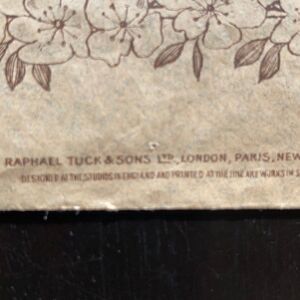 RAPHAEL TUCK & SONS LTD., LONDON, PARIS, NEW
DESIGNED AT THE STUDIOS IN ENGLAND AND PRINTED AT THE FINE ART WORKS IN S